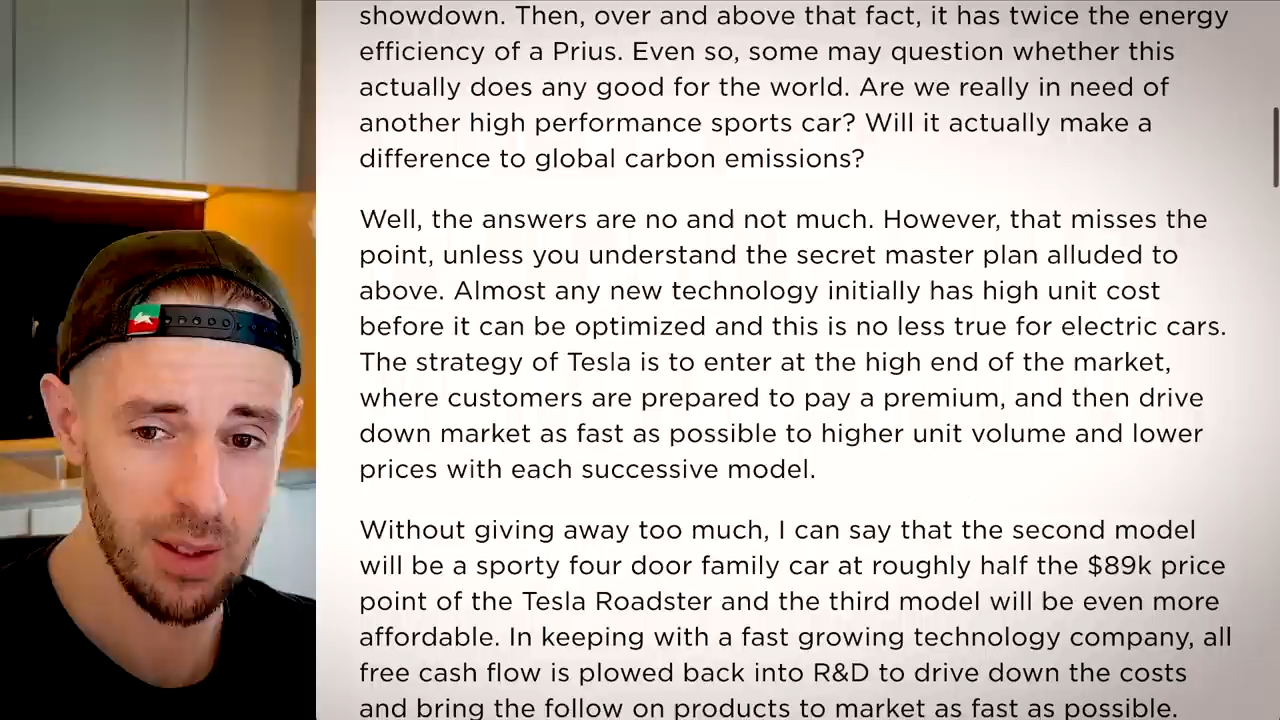 showdown. Then, over and above that fact, it has twice the energy
efficiency of a Prius. Even so, some may question whether this
actually does any good for the world. Are we really in need of
another high performance sports car? Will it actually make a
difference to global carbon emissions?
Well, the answers are no and not much. However, that misses the
point, unless you understand the secret master plan alluded to
above. Almost any new technology initially has high unit cost
before it can be optimized and this is no less true for electric cars.
The strategy of Tesla is to enter at the high end of the market,
where customers are prepared to pay a premium, and then drive
down market as fast as possible to higher unit volume and lower
prices with each successive model.
Without giving away too much, I can say that the second model
will be a sporty four door family car at roughly half the $89k price
point of the Tesla Roadster and the third model will be even more
affordable. In keeping with a fast growing technology company, all
free cash flow is plowed back into R&D to drive down the costs
and bring the follow on products to market as fast as possible.